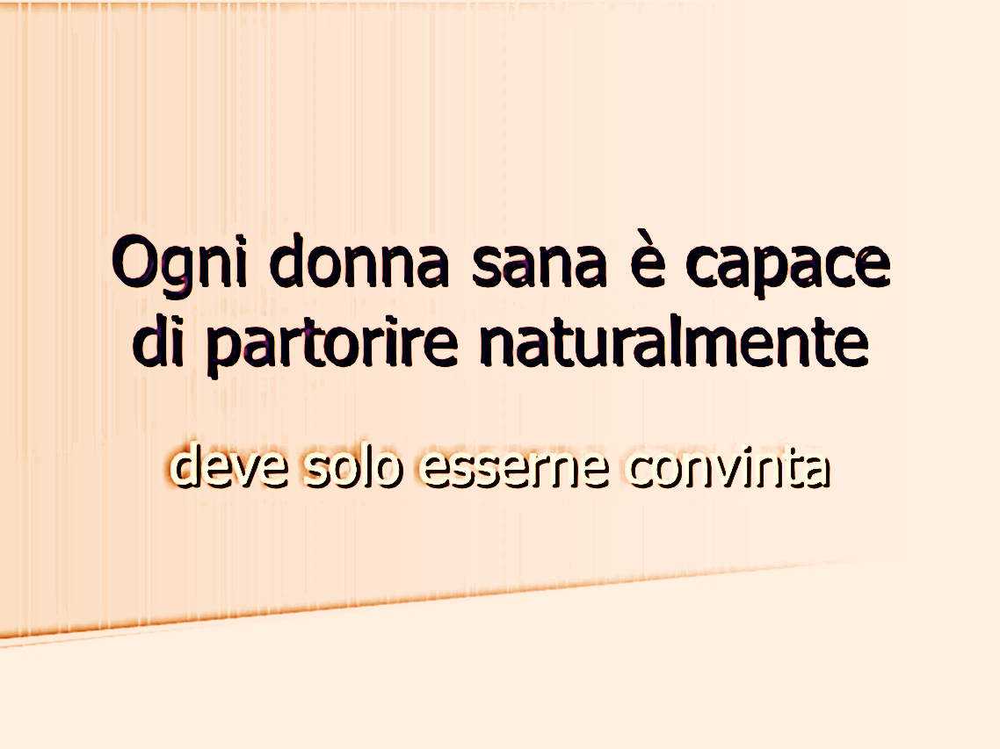 Ogni donna sana è capace
di partorire naturalmente
deve solo esserne convinta